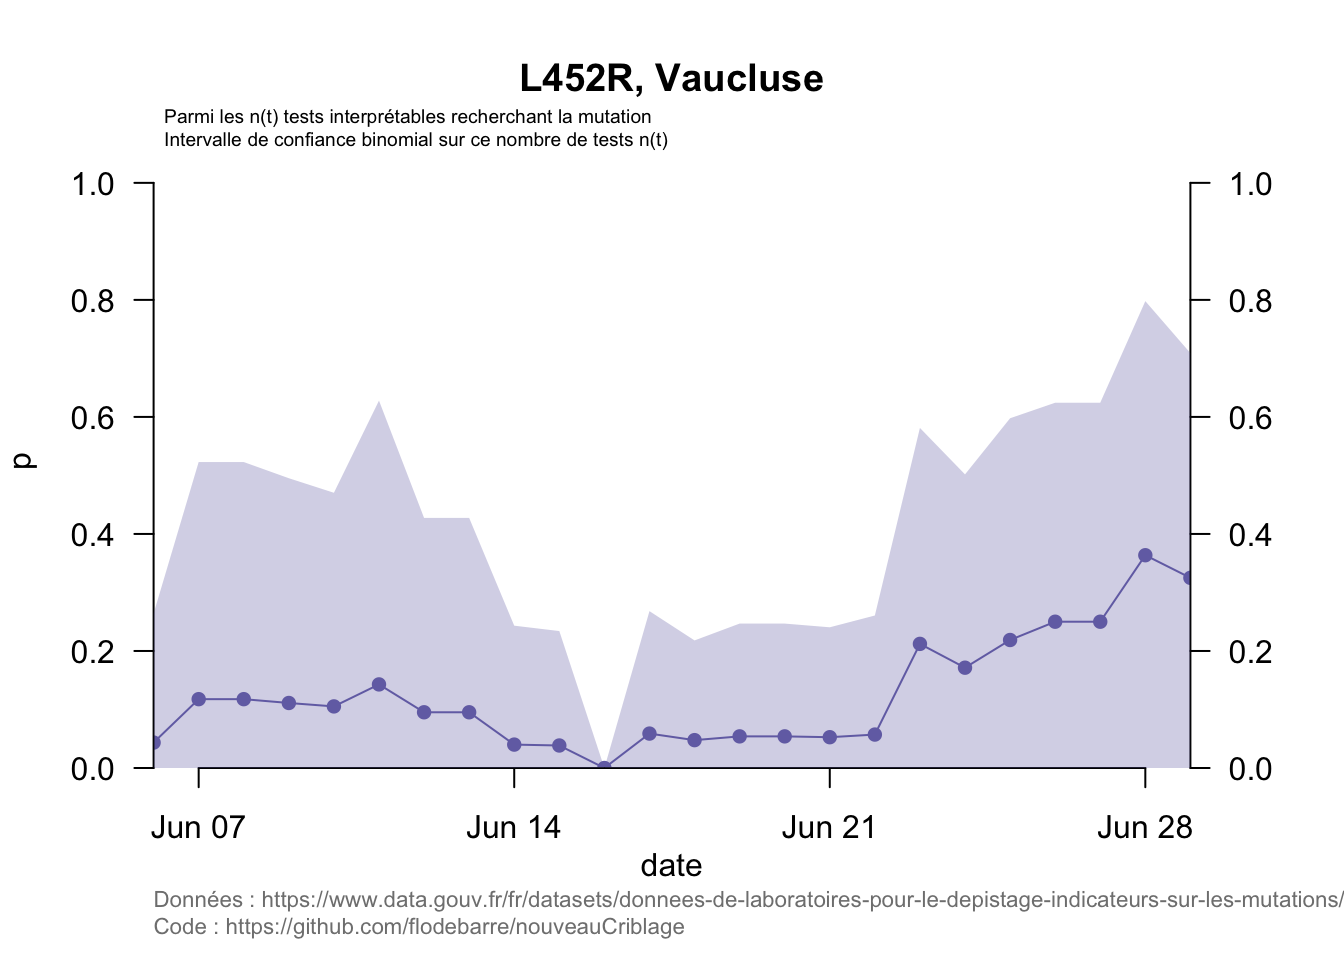 L452R, Vaucluse
Parmi les n(t) tests interprétables recherchant la mutation
Intervalle de confiance binomial sur ce nombre de tests n(t)
1.0 1.0
0.8 0.8
0.6 0.6
p
0.4 0.4
0.2 0.2
0.0 0.0
Jun 07 Jun 14 Jun 21 Jun 28
date
Données : https://www.data.gouv.fr/fr/datasets/donnees-de-laboratoires-pour-le-depistage-indicateurs-sur-les-mutations/
Code : https://github.com/flodebarre/nouveauCriblage